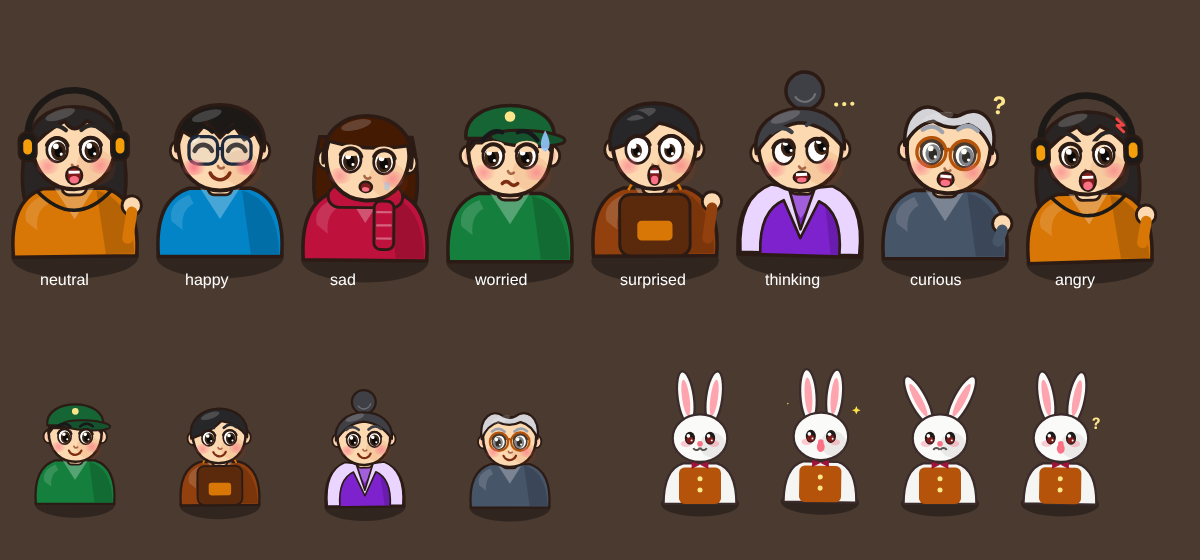 ...
?
neutral
happy
sad
worried
surprised
thinking
curious
angry
?